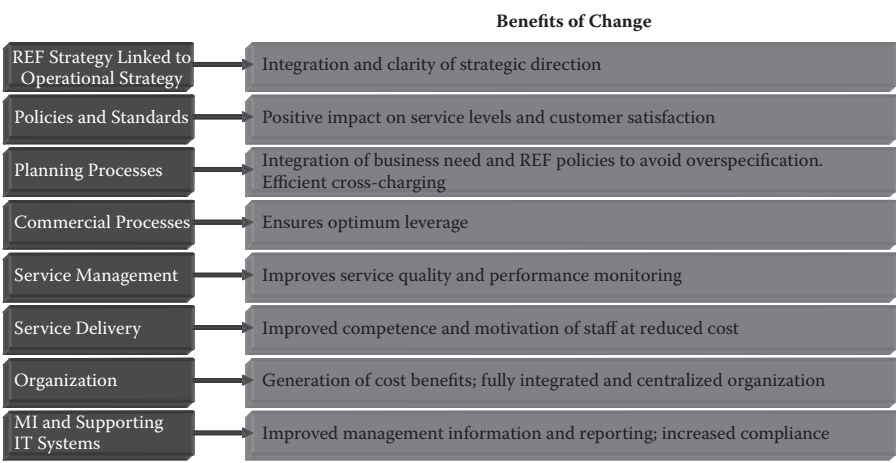 Benefits of Change
REF Strategy Linked to
Operational Strategy
Integration and clarity of strategic direction
Policies and Standards
Positive impact on service levels and customer satisfaction
Planning Processes
Integration of business need and REF policies to avoid overspecification.
Efficient cross-charging
Commercial Processes
Ensures optimum leverage
Service Management
Improves service quality and performance monitoring
Service Delivery
Improved competence and motivation of staff at reduced cost
Organization
Generation of cost benefits; fully integrated and centralized organization
MI and Supporting
IT Systems
Improved management information and reporting; increased compliance